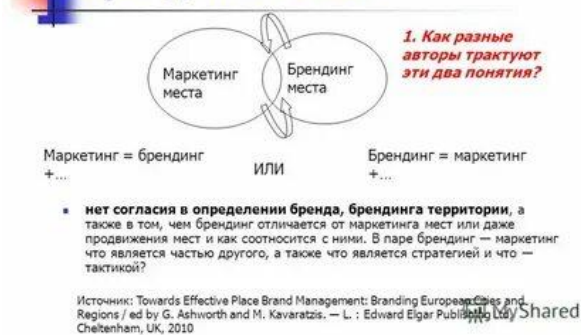 1. Как разные
авторы трактуют
эти два понятия?
Маркетинг
места
Брендинг
места
Маркетинг = брендинг
+...
ИЛИ
Брендинг = маркетинг
+...
нет согласия в определении бренда, брендинга территории, а
также в том, чем брендинг отличается от маркетинга мест или даже
продвижения мест и как соотносится с ними. В паре брендинг — маркетинг
что является частью другого, а также что является стратегией и что —
тактикой?
Источник: Towards Effective Place Brand Management: Branding European Cities and
Regions / ed by G. Ashworth and M. Kavaratzis. — L. : Edward Elgar Publishing Ltd,
Cheltenham, UK, 2010
MyShared